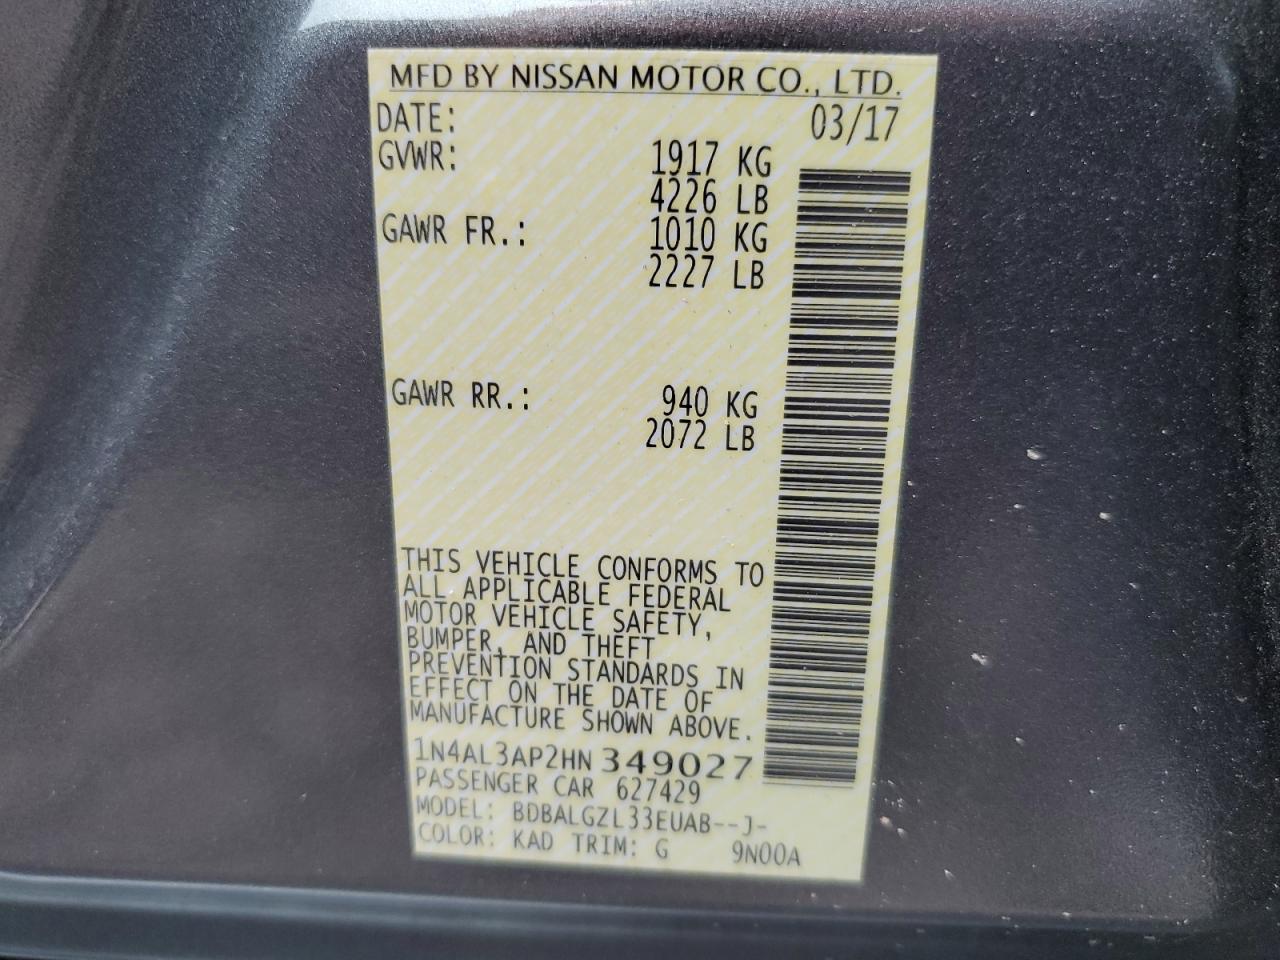 MFD BY NISSAN MOTOR CO., LTD.
DATE: 03/17
GVWR: 1917 KG
4226 LB
GAWR FR.: 1010 KG
2227 LB
GAWR RR.: 940 KG
2072 LB
THIS VEHICLE CONFORMS TO
ALL APPLICABLE FEDERAL
MOTOR VEHICLE SAFETY,
BUMPER, AND THEFT
PREVENTION STANDARDS IN
EFFECT ON THE DATE OF
MANUFACTURE SHOWN ABOVE.
1N4AL3AP2HN 349027
PASSENGER CAR 627429
MODEL: BDBALGZL33EUAB--J-
COLOR: KAD TRIM: G 9N00A